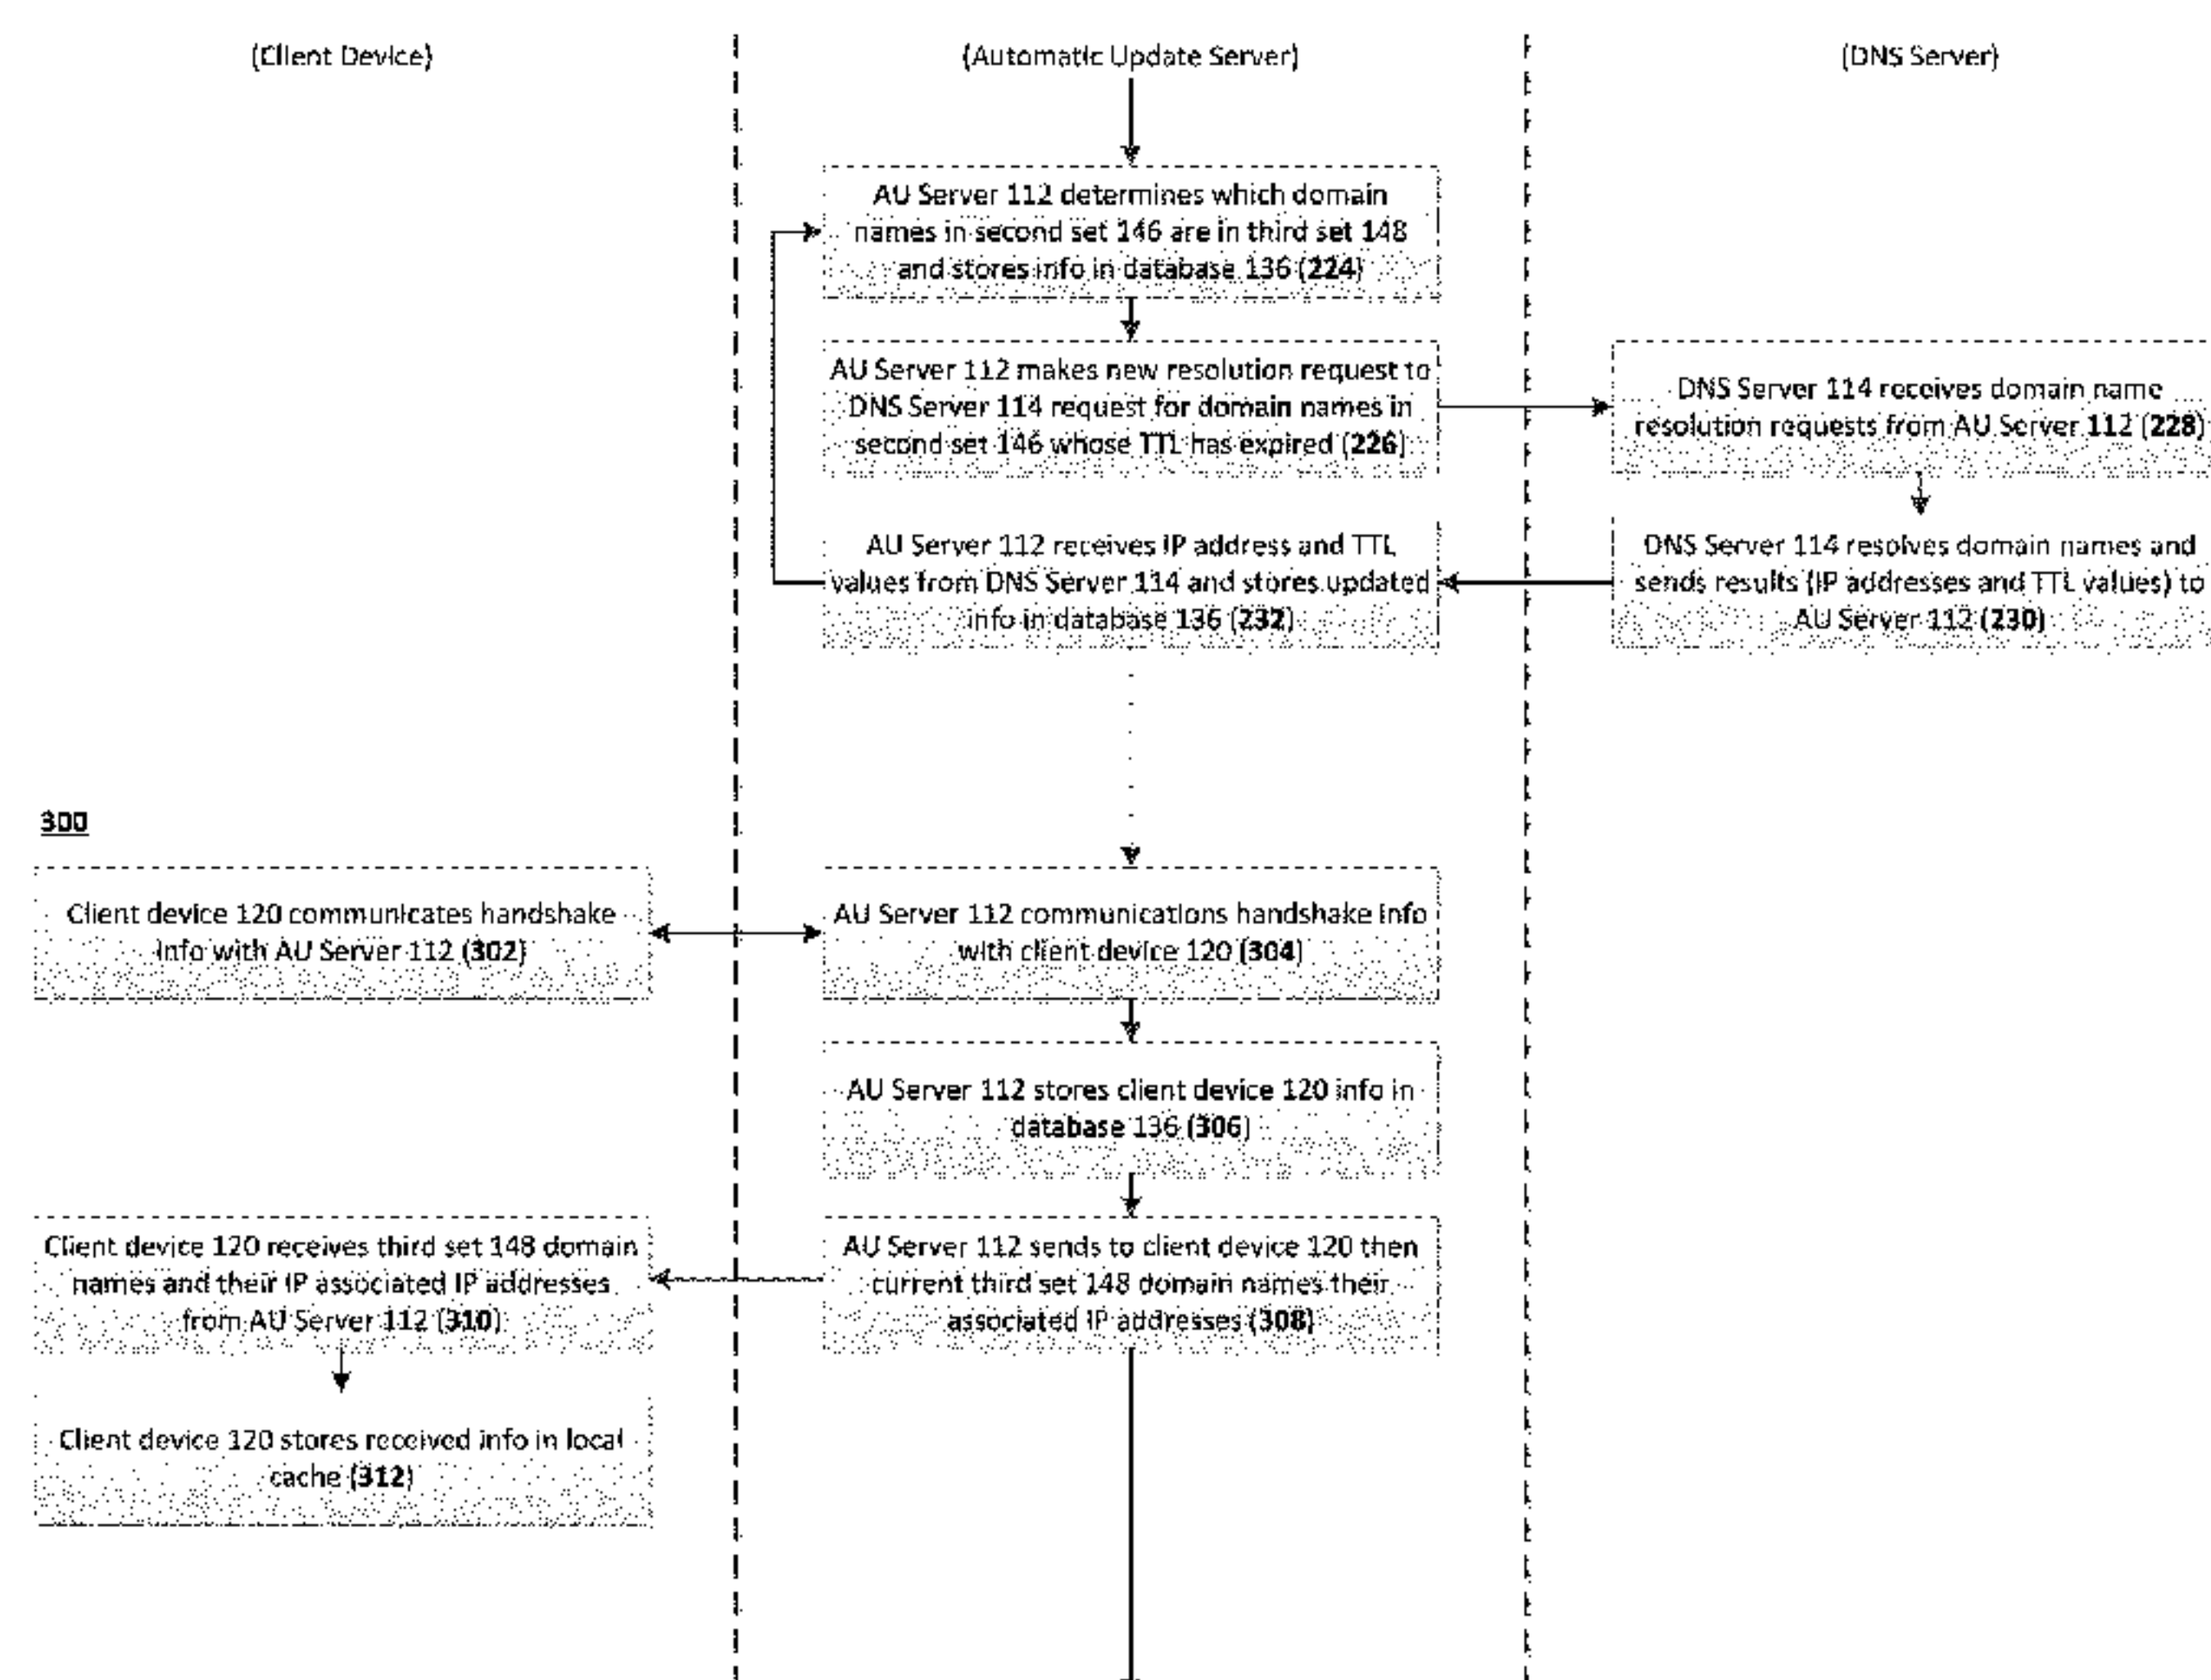 (Client Device)
(Automatic Update Server)
(DNS Server)
AU Server 112 determines which domain
names in second set 146 are in third set 148
and stores info in database 136 (224)
AU Server 112 makes new resolution request to
DNS Server 114 request for domain names in
second set 146 whose TTL has expired (226)
DNS Server 114 receives domain name
resolution requests from AU Server 112 (228)
AU Server 112 receives IP address and TTL
values from DNS Server 114 and stores updated
info in database 136 (232)
DNS Server 114 resolves domain names and
sends results (IP addresses and TTL values) to
AU Server 112 (230)
300
Client device 120 communicates handshake
info with AU Server 112 (302)
AU Server 112 communications handshake info
with client device 120 (304)
AU Server 112 stores client device 120 info in
database 136 (306)
Client device 120 receives third set 148 domain
names and their IP associated IP addresses
from AU Server 112 (310)
AU Server 112 sends to client device 120 then
current third set 148 domain names their
associated IP addresses (308)
Client device 120 stores received info in local
cache (312)